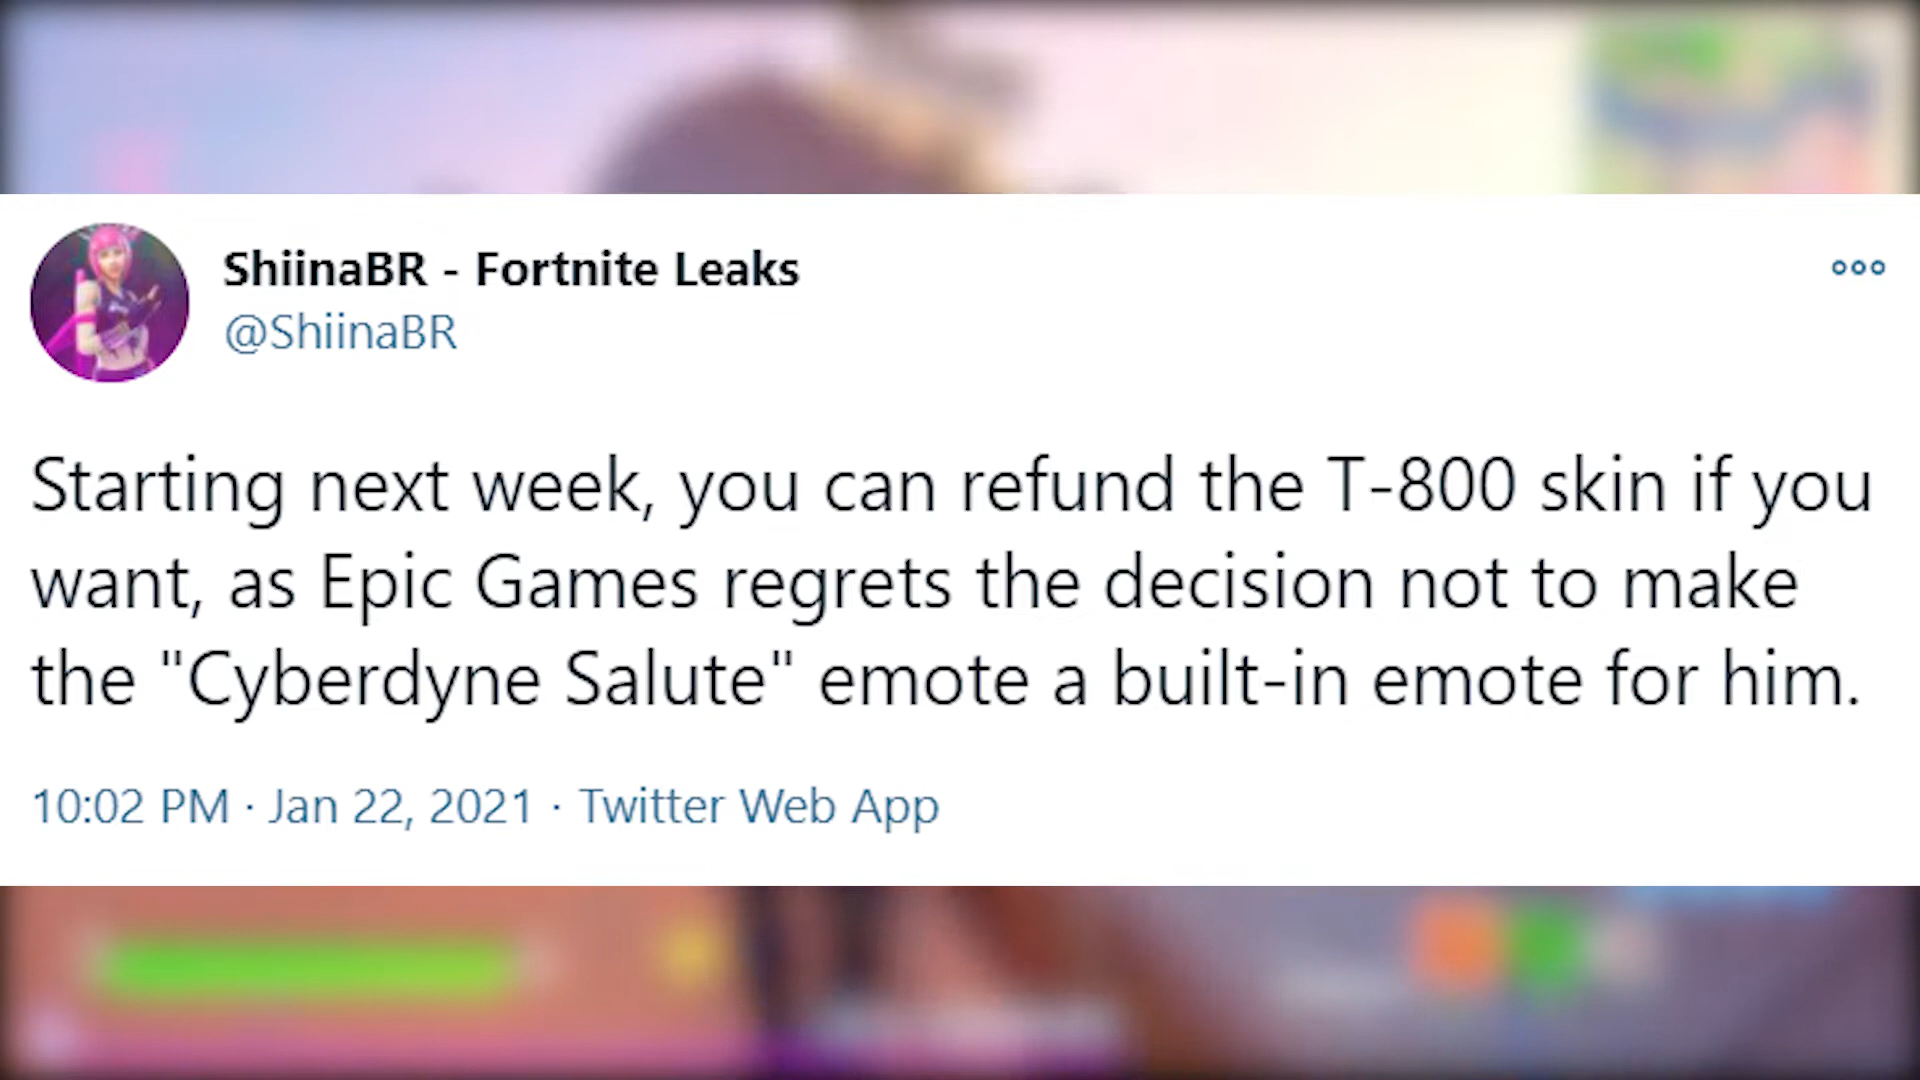 ShiinaBR - Fortnite Leaks
@ShiinaBR
Starting next week, you can refund the T-800 skin if you
want, as Epic Games regrets the decision not to make
the "Cyberdyne Salute" emote a built-in emote for him.
10:02 PM · Jan 22, 2021 · Twitter Web App